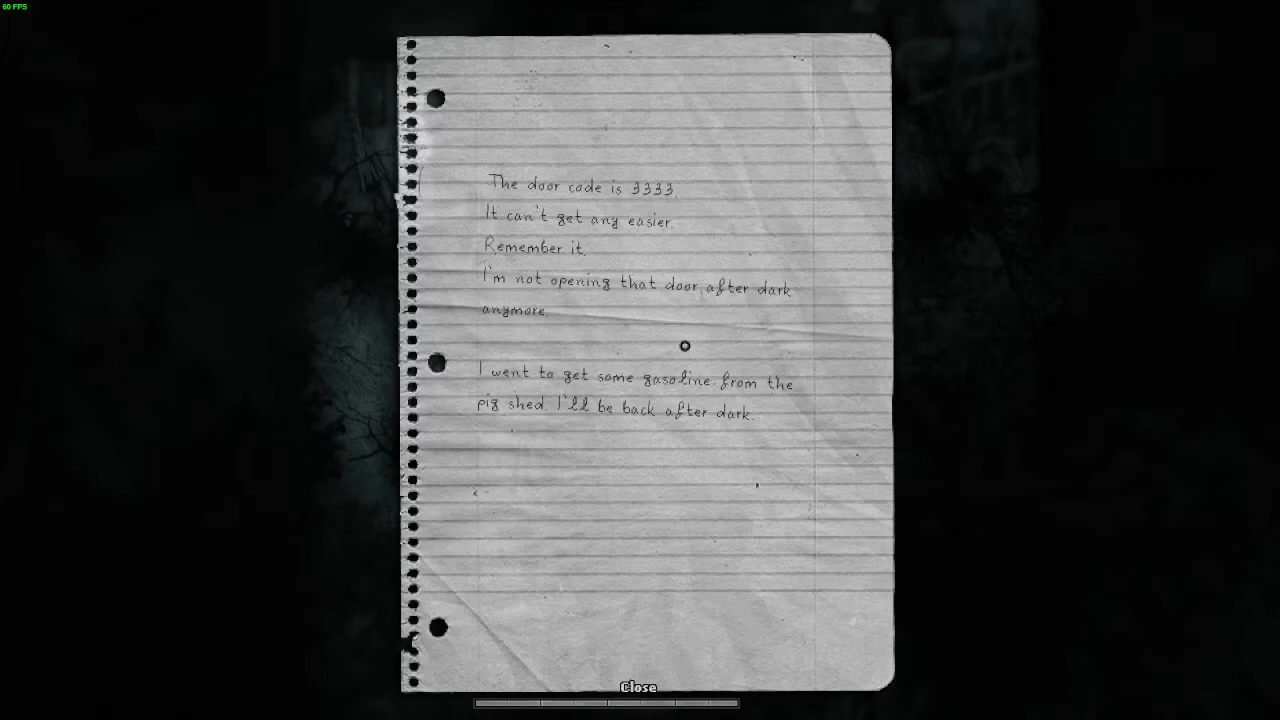 60 FPS
The door code is 3333.
It can't get any easier.
Remember it.
I'm not opening that door after dark
anymore.
I went to get some gasoline from the
pig shed. I'll be back after dark.
Close